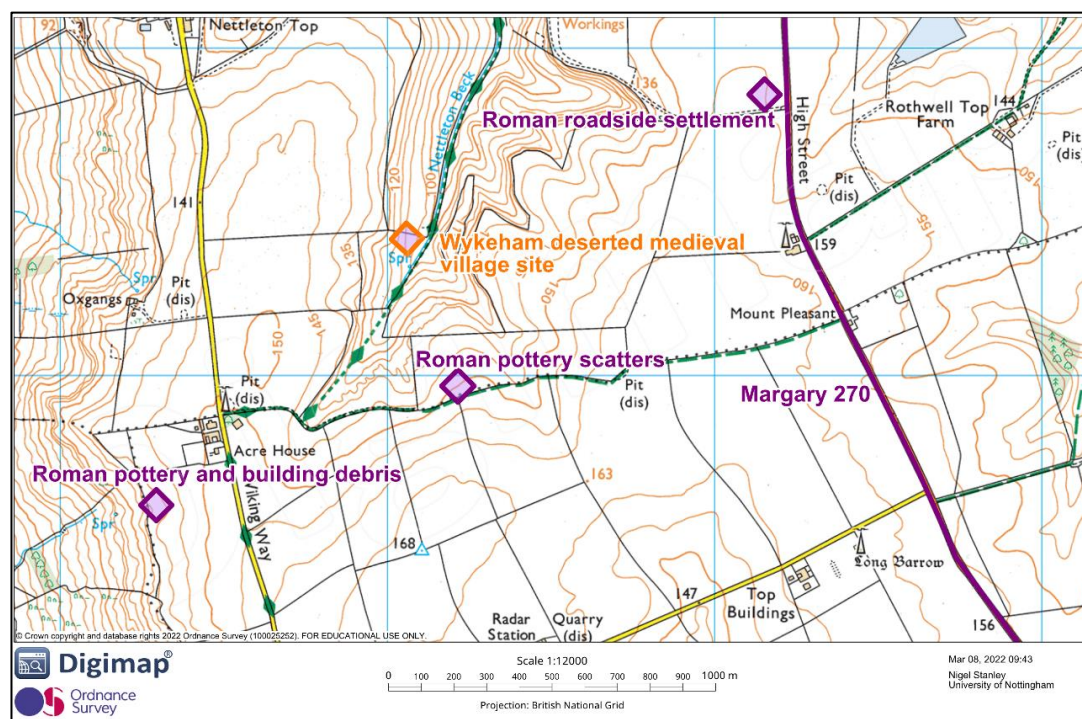 92
Nettleton Top
Workings
136
Nettleton Beck
Roman roadside settlement
High Street
144
Rothwell Top
Farm
Pit
(dis)
150
120
100
141
Pit
(dis)
159
155
Wykeham deserted medieval
village site
Spr
135
150
160
Spr
Oxgangs
Pit
(dis)
145
150
Mount Pleasant
Roman pottery scatters
Pit
(dis)
Pit
(dis)
Margary 270
Acre House
Roman pottery and building debris
163
Viking Way
Spr
168
Long Barrow
147
Top
Buildings
Radar
Station
Quarry
(dis)
156
© Crown copyright and database rights 2022 Ordnance Survey (100025252). FOR EDUCATIONAL USE ONLY.
Digimap®
Ordnance
Survey
Scale 1:12000
0 100 200 300 400 500 600 700 800 900 1000 m
Projection: British National Grid
Mar 08, 2022 09:43
Nigel Stanley
University of Nottingham